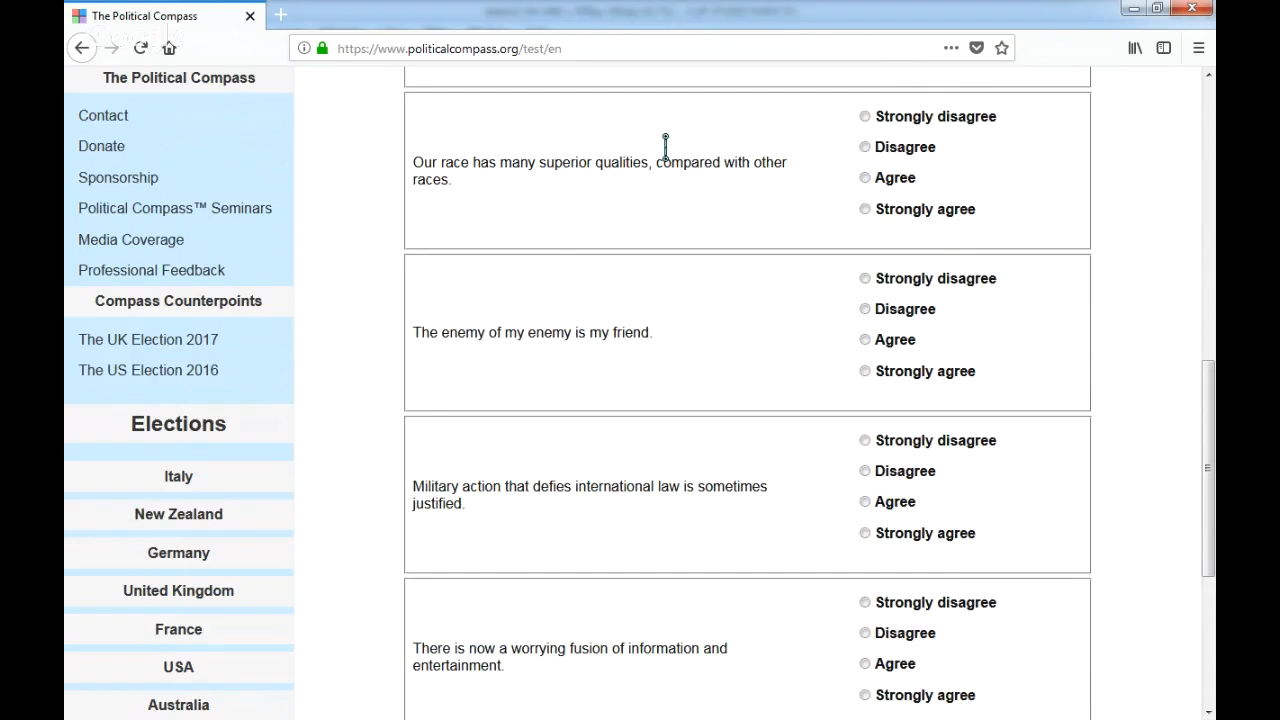 The Political Compass
https://www.politicalcompass.org/test/en
The Political Compass
Contact
Donate
Sponsorship
Political Compass™ Seminars
Media Coverage
Professional Feedback
Compass Counterpoints
The UK Election 2017
The US Election 2016
Elections
Italy
New Zealand
Germany
United Kingdom
France
USA
Australia
Our race has many superior qualities, compared with other
races.
Strongly disagree
Disagree
Agree
Strongly agree
The enemy of my enemy is my friend.
Strongly disagree
Disagree
Agree
Strongly agree
Military action that defies international law is sometimes
justified.
Strongly disagree
Disagree
Agree
Strongly agree
There is now a worrying fusion of information and
entertainment.
Strongly disagree
Disagree
Agree
Strongly agree